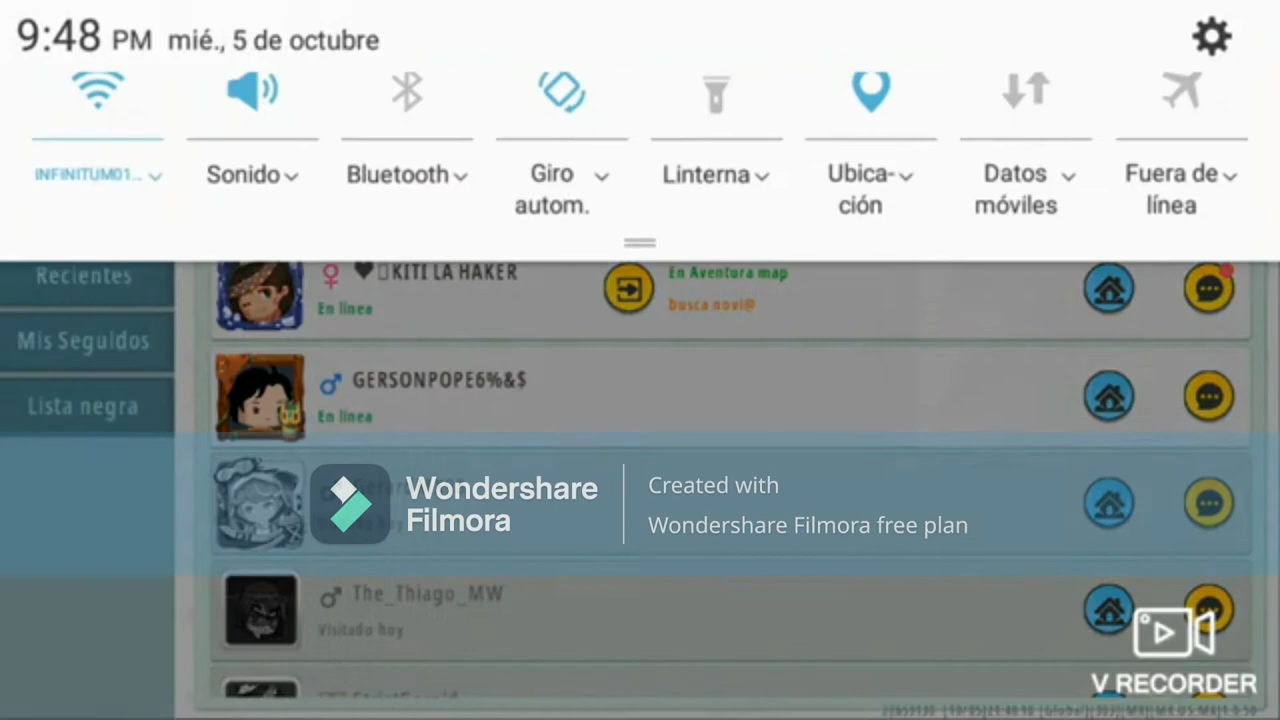 9:48 PM mié., 5 de octubre
INFINITUM01...
Sonido
Bluetooth
Giro autom.
Linterna
Ubica-
ción
Datos
móviles
Fuera de
línea
Recientes
Mis Seguidos
Lista negra
KITI LA HAKER
En línea
En Aventura map
busca novi@
GERSONPOPE6%&$
En línea
Wondershare
Filmora
Created with
Wondershare Filmora free plan
The_Thiago_MW
Visitado hoy
V RECORDER